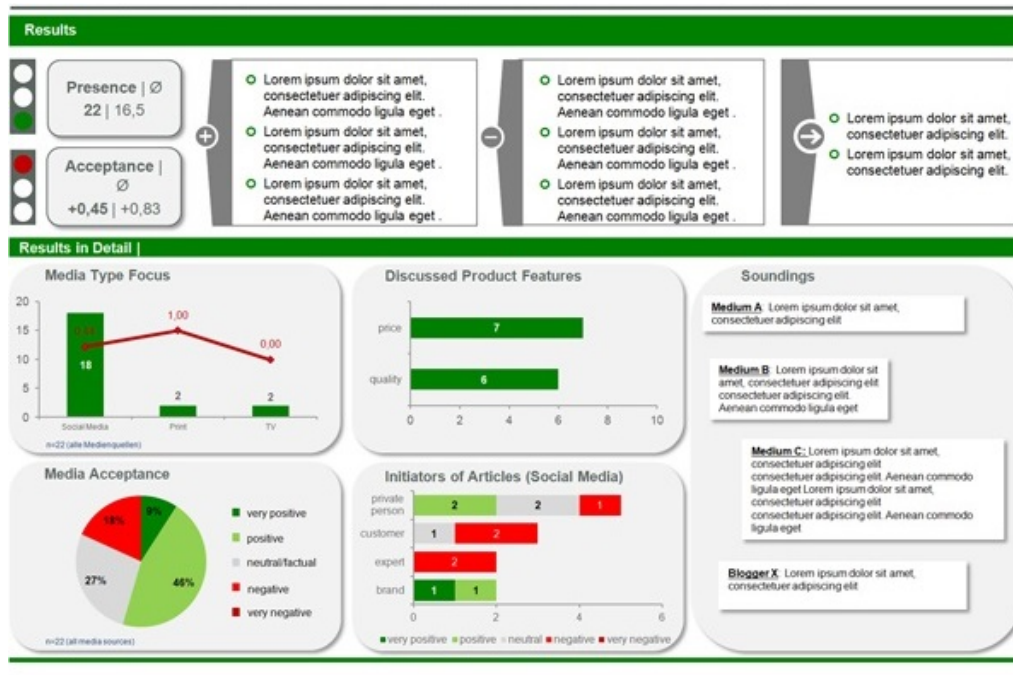 Results
Presence | Ø
22 | 16,5
Acceptance |
Ø
+0,45 | +0,83
+
Lorem ipsum dolor sit amet,
consectetuer adipiscing elit.
Aenean commodo ligula eget .
Lorem ipsum dolor sit amet,
consectetuer adipiscing elit.
Aenean commodo ligula eget .
Lorem ipsum dolor sit amet,
consectetuer adipiscing elit.
Aenean commodo ligula eget .
−
Lorem ipsum dolor sit amet,
consectetuer adipiscing elit.
Aenean commodo ligula eget .
Lorem ipsum dolor sit amet,
consectetuer adipiscing elit.
Aenean commodo ligula eget .
Lorem ipsum dolor sit amet,
consectetuer adipiscing elit.
Aenean commodo ligula eget .
Lorem ipsum dolor sit amet,
consectetuer adipiscing elit.
Lorem ipsum dolor sit amet,
consectetuer adipiscing elit.
Results in Detail |
Media Type Focus
20
15
10
5
0
1,00
0,00
18
2
2
Social Media
Print
TV
n=22 (alle Medienquellen)
Discussed Product Features
price
7
quality
6
0 2 4 6 8 10
Soundings
Medium A: Lorem ipsum dolor sit amet,
consectetuer adipiscing elit
Medium B: Lorem ipsum dolor sit
amet, consectetuer adipiscing elit
consectetuer adipiscing elit.
Aenean commodo ligula eget
Medium C: Lorem ipsum dolor sit amet,
consectetuer adipiscing elit
consectetuer adipiscing elit. Aenean commodo
ligula eget Lorem ipsum dolor sit amet,
consectetuer adipiscing elit
consectetuer adipiscing elit. Aenean commodo
ligula eget
Blogger X: Lorem ipsum dolor sit amet,
consectetuer adipiscing elit
Media Acceptance
9%
46%
27%
18%
very positive
positive
neutral/factual
negative
very negative
n=22 (all media sources)
Initiators of Articles (Social Media)
private
person
2 2 1
customer
1 2
expert
2
brand
1 1
0 2 4 6
very positive positive neutral negative very negative